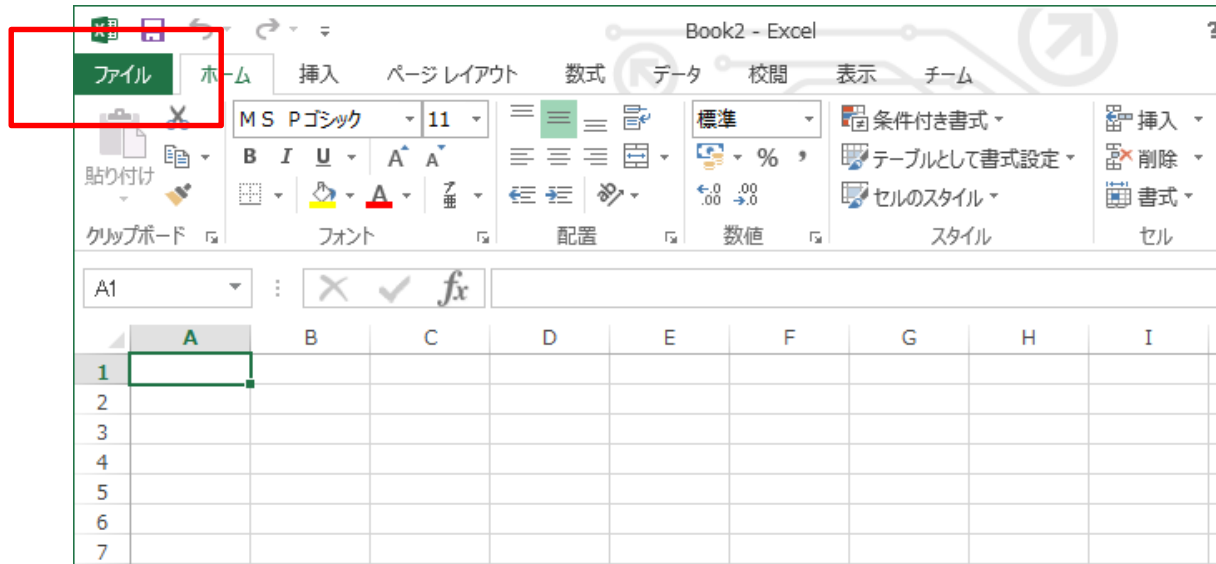 Book2 - Excel ?
ファイル ホーム 挿入 ページ レイアウト 数式 データ 校閲 表示 チーム
ＭＳ Ｐゴシック 11 標準 条件付き書式 挿入
貼り付け B I U A A % , テーブルとして書式設定 削除
A ア亜 .00 .00 セルのスタイル 書式
クリップボード フォント 配置 数値 スタイル セル
A1 fx
A B C D E F G H I
1
2
3
4
5
6
7